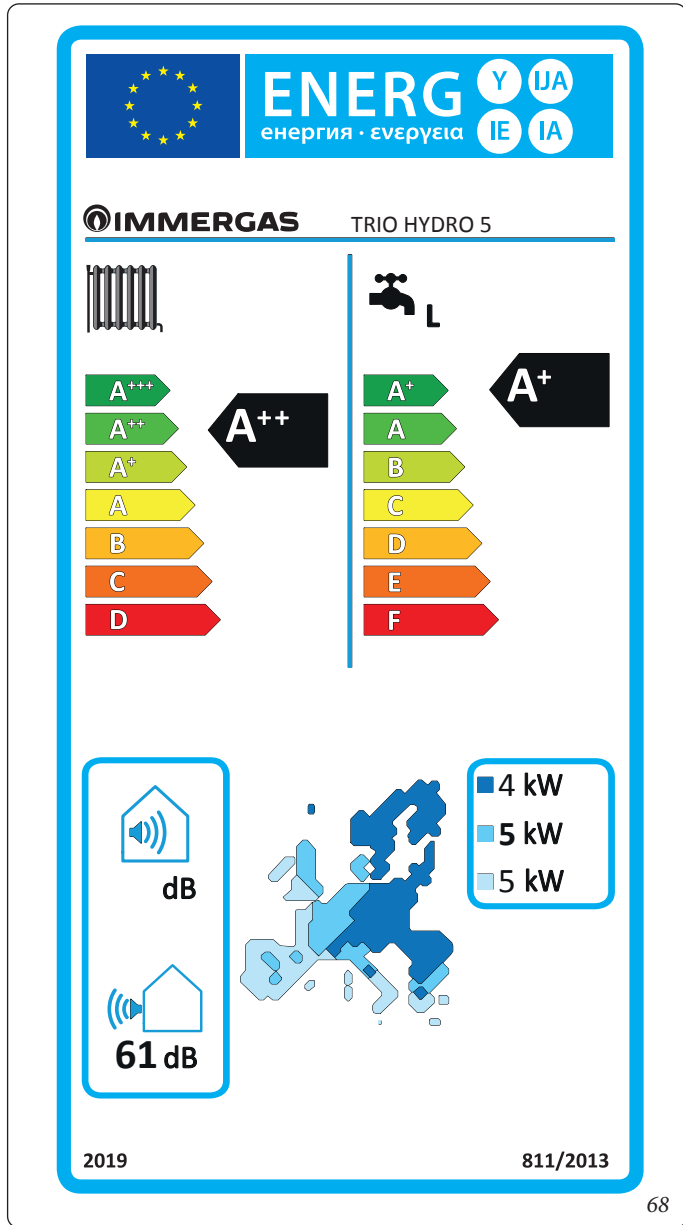 ENERG Y IJA
енергия · ενεργεια IE IA
IMMERGAS TRIO HYDRO 5
L
A+++
A++
A+
A
B
C
D
A++
A+
A
B
C
D
E
F
A+
dB
61 dB
4 kW
5 kW
5 kW
2019 811/2013
68